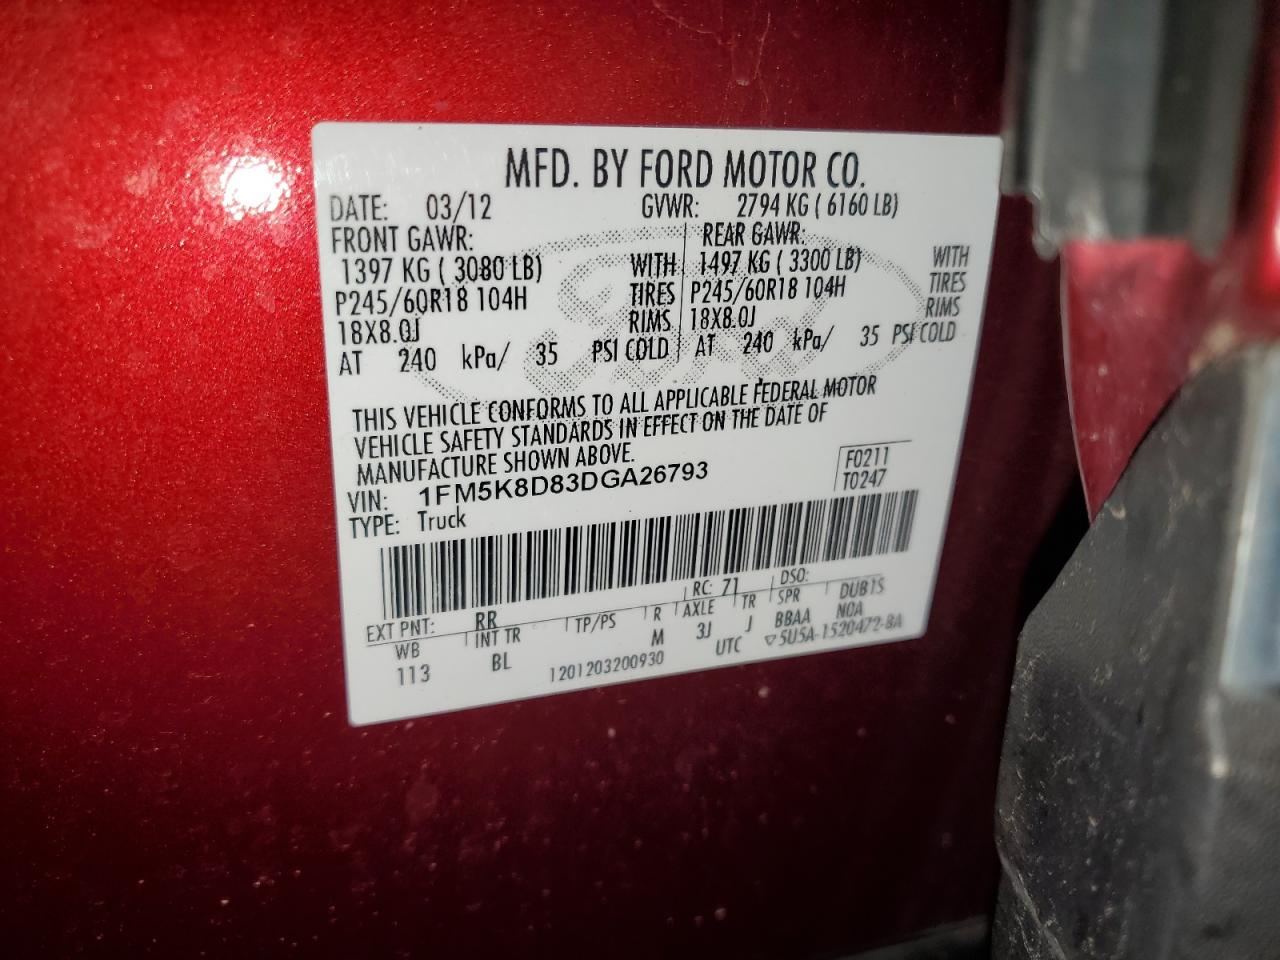 MFD. BY FORD MOTOR CO.
DATE: 03/12 GVWR: 2794 KG ( 6160 LB)
FRONT GAWR: REAR GAWR:
1397 KG ( 3080 LB) WITH 1497 KG ( 3300 LB) WITH
P245/60R18 104H TIRES P245/60R18 104H TIRES
18X8.0J RIMS 18X8.0J RIMS
AT 240 kPa/ 35 PSI COLD AT 240 kPa/ 35 PSI COLD
THIS VEHICLE CONFORMS TO ALL APPLICABLE FEDERAL MOTOR
VEHICLE SAFETY STANDARDS IN EFFECT ON THE DATE OF
MANUFACTURE SHOWN ABOVE.
VIN: 1FM5K8D83DGA26793 F0211
TYPE: Truck T0247
EXT PNT: RR RC: 71 DSO:
WB INT TR TP/PS R AXLE TR SPR DUB1S
113 BL M 3J J BBAA NOA
1201203200930 UTC ▽5U5A-1520472-BA